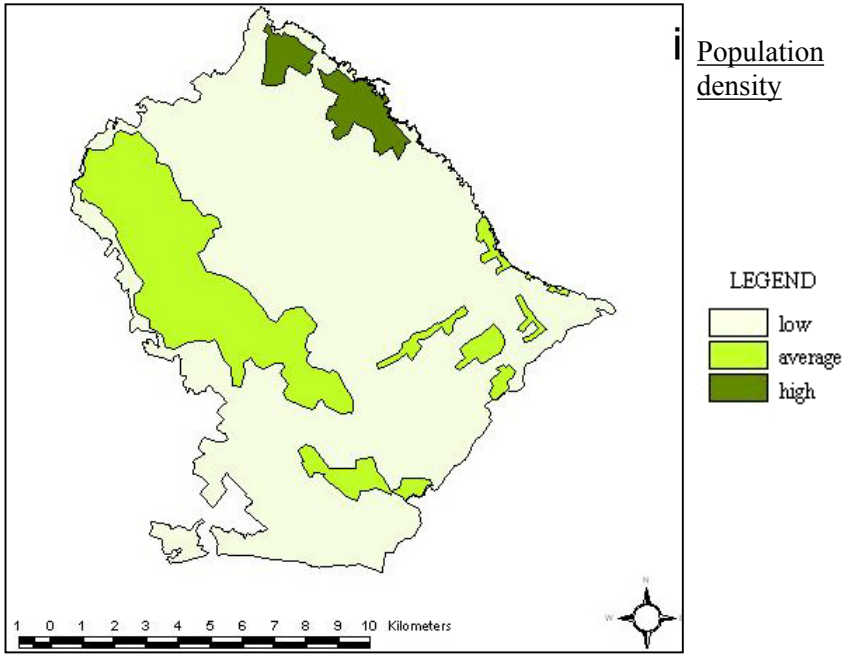 i
Population
density
LEGEND
low
average
high
1 0 1 2 3 4 5 6 7 8 9 10 Kilometers
N
W